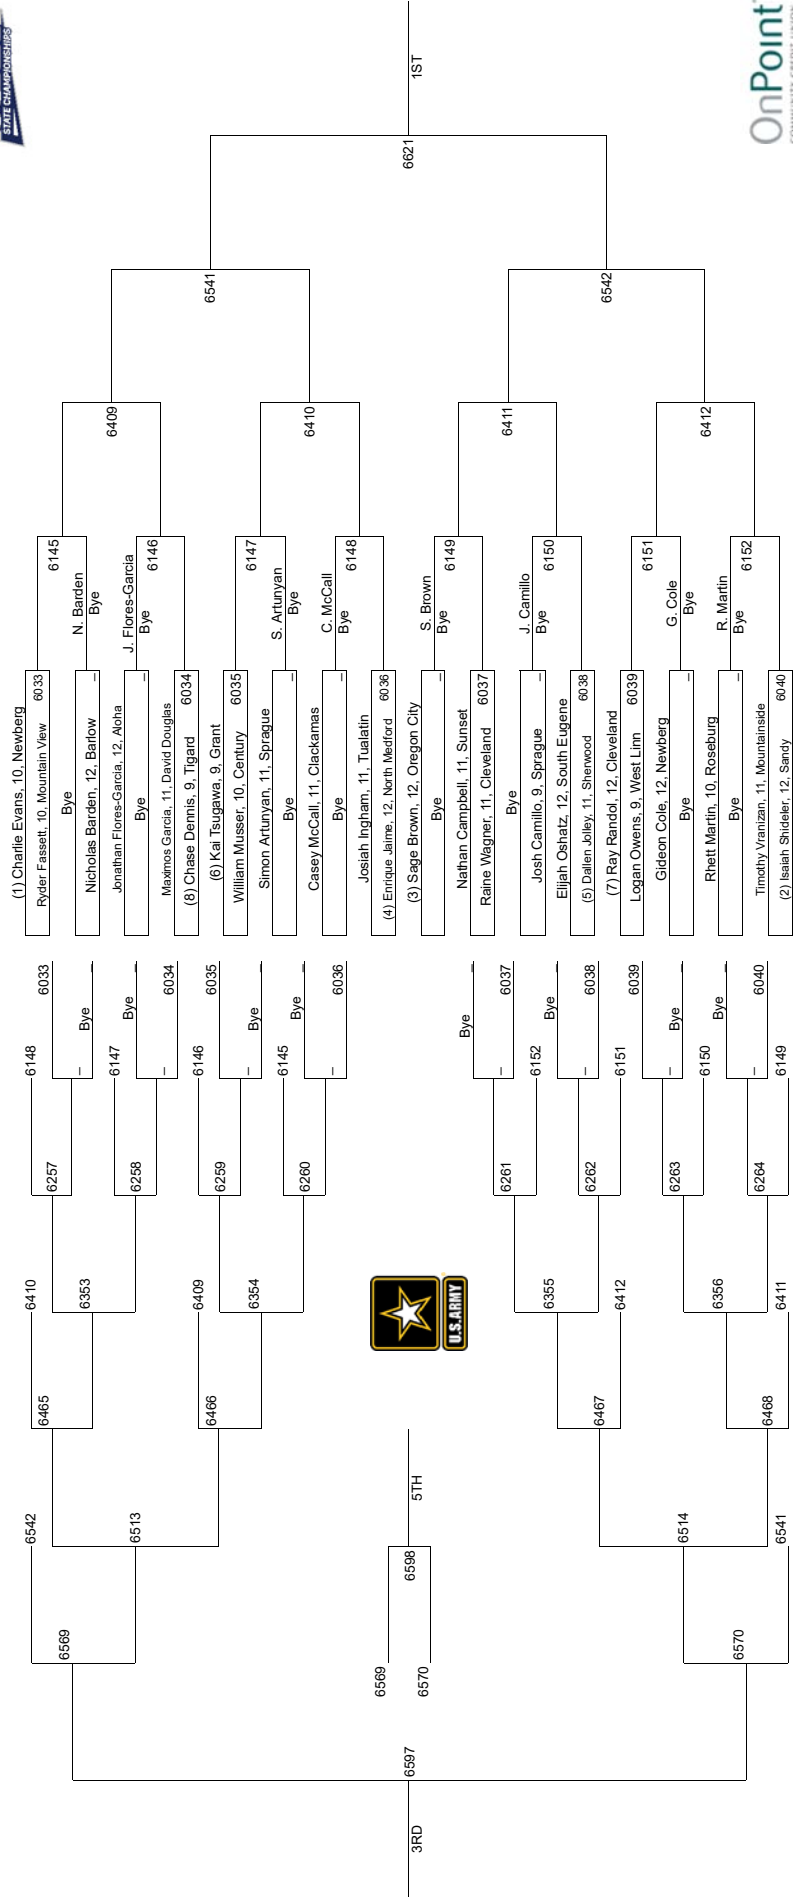 STATE CHAMPIONSHIPS
(1) Charlie Evans, 10, Newberg
6033
Ryder Fassett, 10, Mountain View
Bye
–
Nicholas Barden, 12, Barlow
Jonathan Flores-Garcia, 12, Aloha
–
Bye
Maximos Garcia, 11, David Douglas
6034
(8) Chase Dennis, 9, Tigard
(6) Kai Tsugawa, 9, Grant
6035
William Musser, 10, Century
Simon Artunyan, 11, Sprague
–
Bye
Casey McCall, 11, Clackamas
–
Bye
Josiah Ingham, 11, Tualatin
6036
(4) Enrique Jaime, 12, North Medford
(3) Sage Brown, 12, Oregon City
–
Bye
Nathan Campbell, 11, Sunset
6037
Raine Wagner, 11, Cleveland
Bye
–
Josh Camillo, 9, Sprague
Elijah Oshatz, 12, South Eugene
6038
(5) Dallen Jolley, 11, Sherwood
(7) Ray Randol, 12, Cleveland
6039
Logan Owens, 9, West Linn
Gideon Cole, 12, Newberg
–
Bye
Rhett Martin, 10, Roseburg
–
Bye
Timothy Vranizan, 11, Mountainside
6040
(2) Isaiah Shideler, 12, Sandy
6145
N. Barden
Bye
J. Flores-Garcia
Bye
6146
6147
S. Artunyan
Bye
C. McCall
Bye
6148
S. Brown
Bye
6149
J. Camillo
Bye
6150
6151
G. Cole
Bye
R. Martin
Bye
6152
6409
6410
6411
6412
6541
6542
6621
1ST
OnPoint
COMMUNITY CREDIT UNION
6033
Bye
Bye
6034
6035
Bye
Bye
6036
Bye
6037
Bye
6038
6039
Bye
Bye
6040
6148
–
6147
–
6146
–
6145
–
–
6152
–
6151
–
6150
–
6149
6257
6258
6259
6260
6261
6262
6263
6264
6410
6353
6409
6354
6355
6412
6356
6411
U.S.ARMY
6465
6466
6467
6468
6542
6513
6514
6541
6569
6570
6569
6570
6598
5TH
6597
3RD